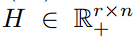 H ∈ ℝ₊^{r×n}